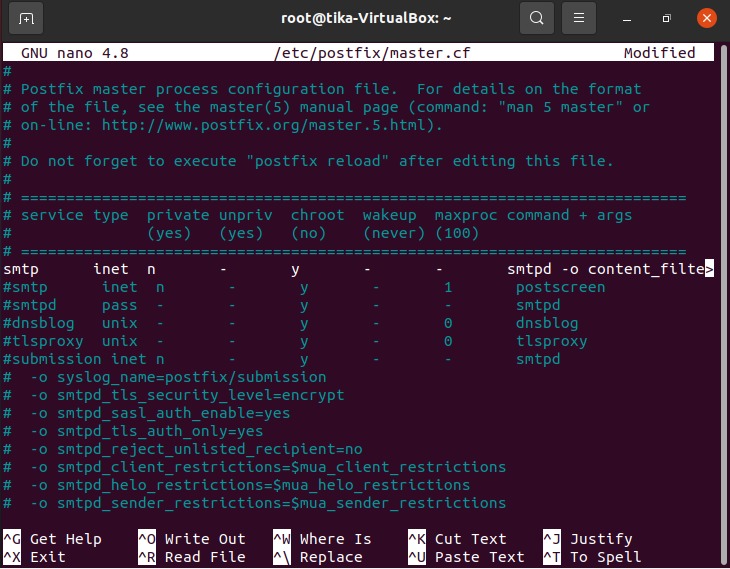 root@tika-VirtualBox: ~
GNU nano 4.8 /etc/postfix/master.cf Modified
#
# Postfix master process configuration file.  For details on the format
# of the file, see the master(5) manual page (command: "man 5 master" or
# on-line: http://www.postfix.org/master.5.html).
#
# Do not forget to execute "postfix reload" after editing this file.
#
# ==========================================================================
# service type  private unpriv  chroot  wakeup  maxproc command + args
#               (yes)   (yes)   (no)    (never) (100)
# ==========================================================================
smtp      inet  n       -       y       -       -       smtpd -o content_filte>
#smtp      inet  n       -       y       -       1       postscreen
#smtpd     pass  -       -       y       -       -       smtpd
#dnsblog   unix  -       -       y       -       0       dnsblog
#tlsproxy  unix  -       -       y       -       0       tlsproxy
#submission inet n       -       y       -       -       smtpd
#  -o syslog_name=postfix/submission
#  -o smtpd_tls_security_level=encrypt
#  -o smtpd_sasl_auth_enable=yes
#  -o smtpd_tls_auth_only=yes
#  -o smtpd_reject_unlisted_recipient=no
#  -o smtpd_client_restrictions=$mua_client_restrictions
#  -o smtpd_helo_restrictions=$mua_helo_restrictions
#  -o smtpd_sender_restrictions=$mua_sender_restrictions
^G Get Help ^O Write Out ^W Where Is ^K Cut Text ^J Justify
^X Exit ^R Read File ^\ Replace ^U Paste Text ^T To Spell